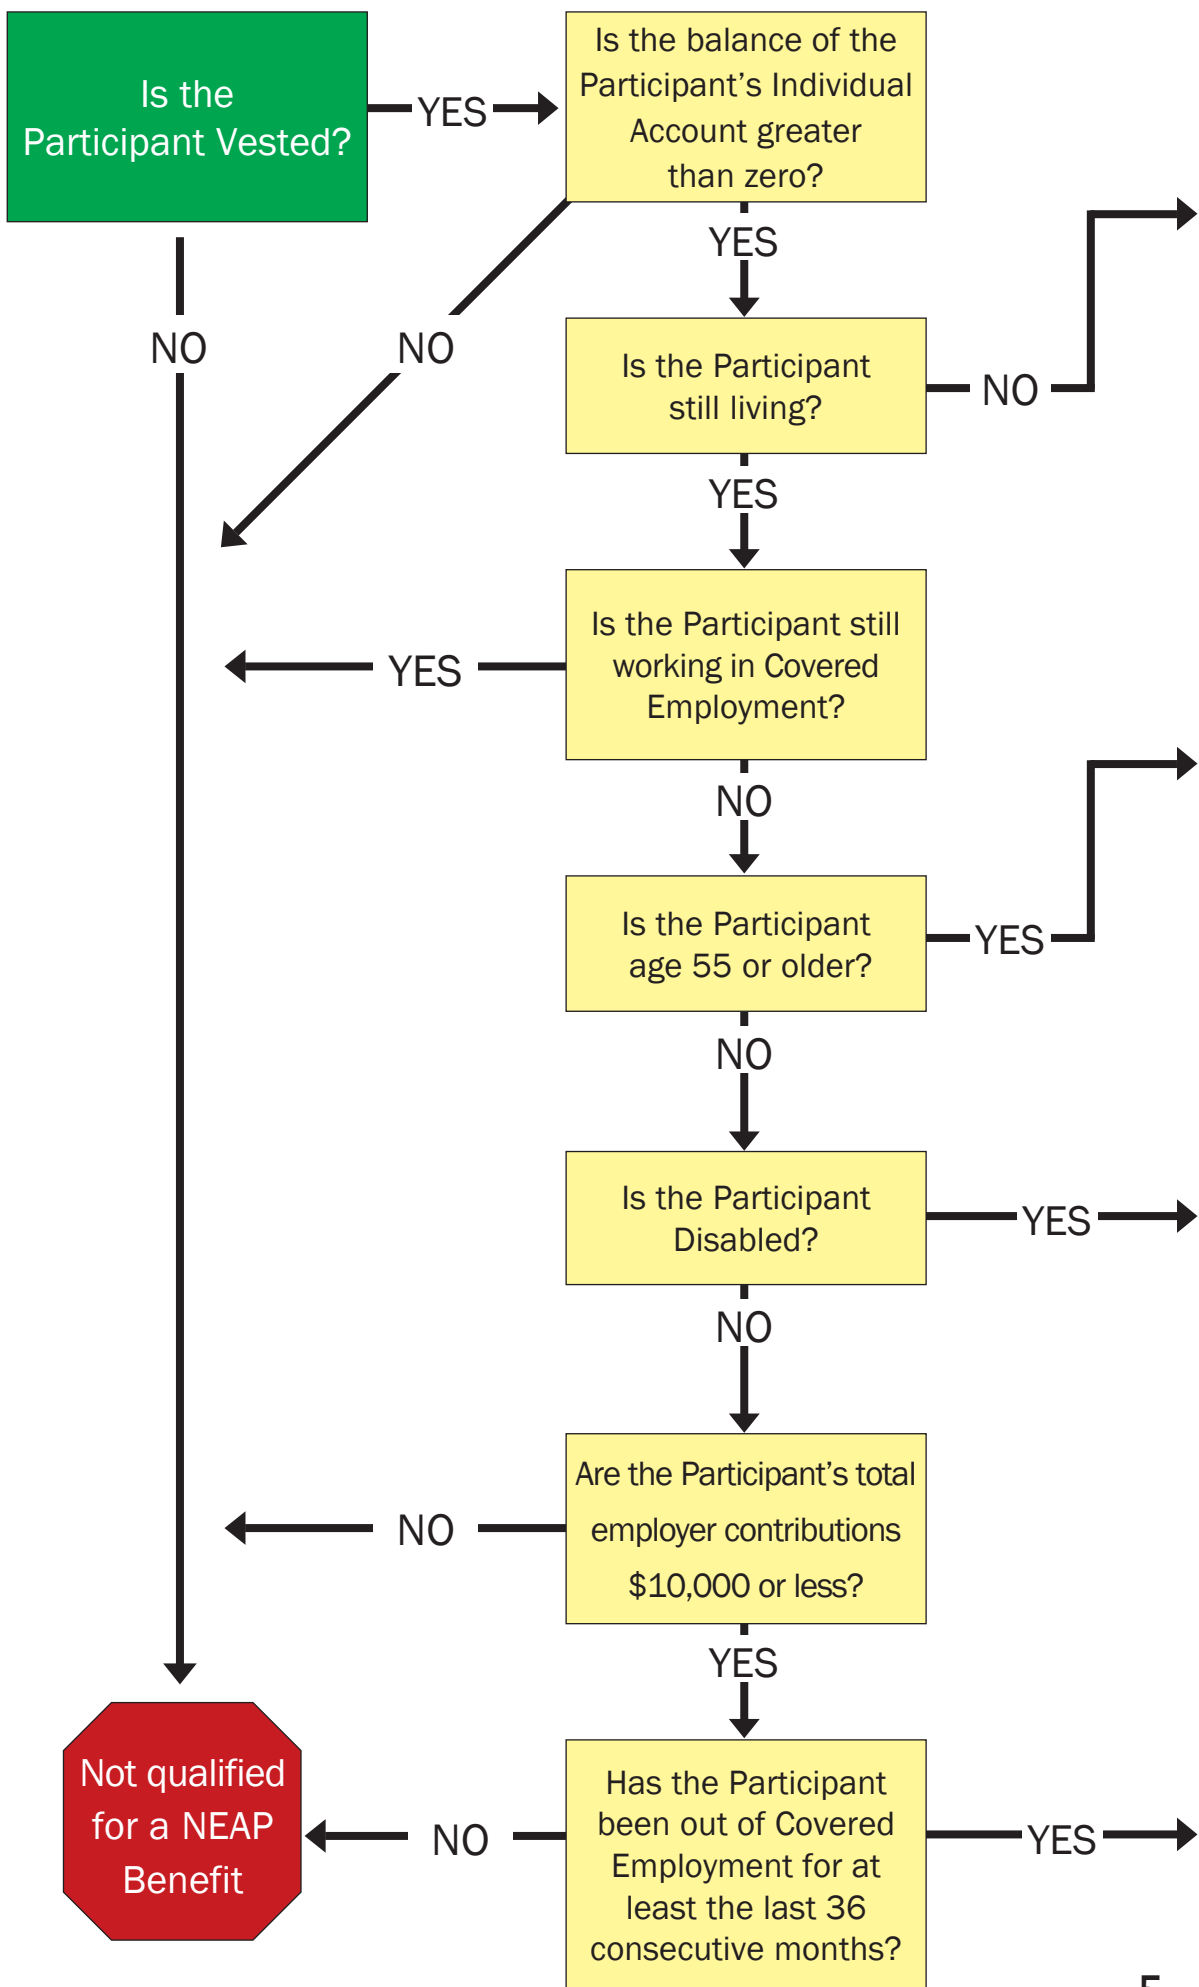 Is the
Participant Vested?
YES
Is the balance of the
Participant's Individual
Account greater
than zero?
YES
NO
NO
Is the Participant
still living?
NO
YES
Is the Participant still
working in Covered
Employment?
YES
NO
Is the Participant
age 55 or older?
YES
NO
Is the Participant
Disabled?
YES
NO
Are the Participant's total
employer contributions
$10,000 or less?
NO
YES
Not qualified
for a NEAP
Benefit
NO
Has the Participant
been out of Covered
Employment for at
least the last 36
consecutive months?
YES